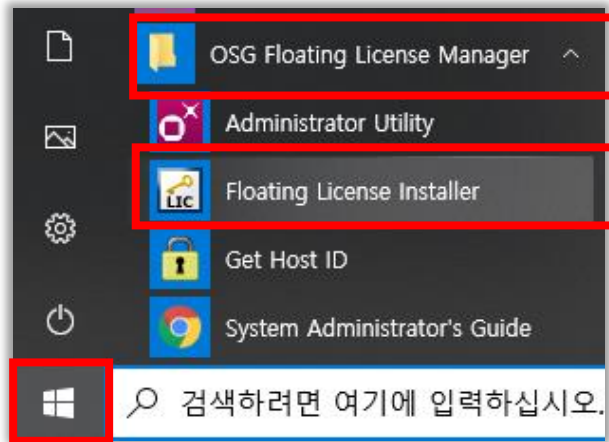 OSG Floating License Manager
Administrator Utility
LIC
Floating License Installer
Get Host ID
System Administrator's Guide
검색하려면 여기에 입력하십시오.